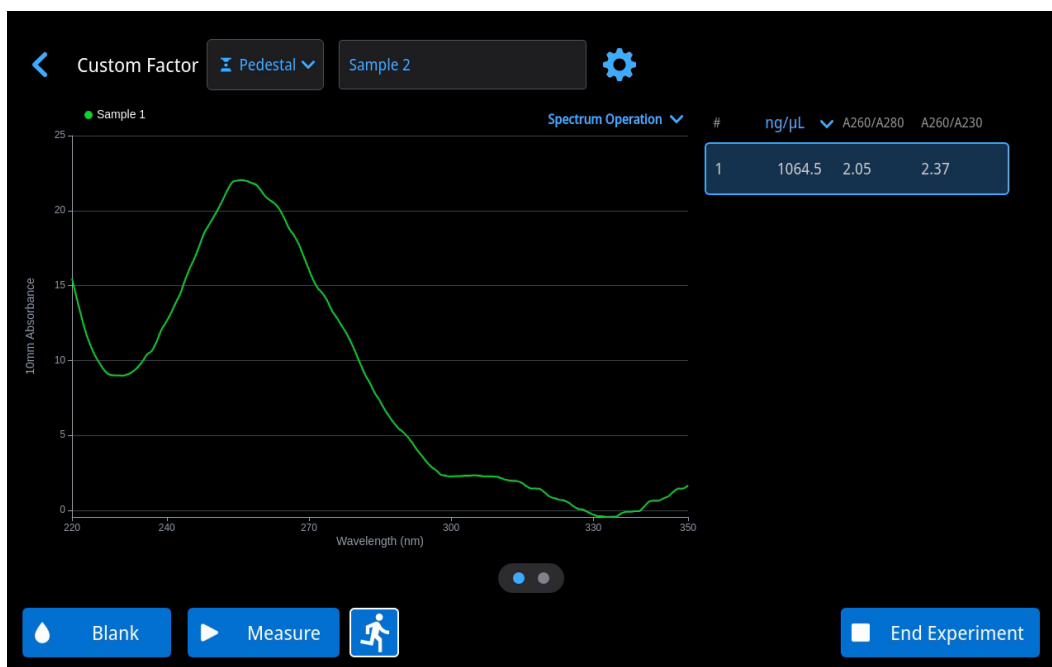 Custom Factor
Pedestal
Sample 2
Sample 1
Spectrum Operation
# ng/μL A260/A280 A260/A230
1 1064.5 2.05 2.37
25
20
15
10
5
0
10mm Absorbance
220 240 270 300 330 350
Wavelength (nm)
Blank
Measure
End Experiment